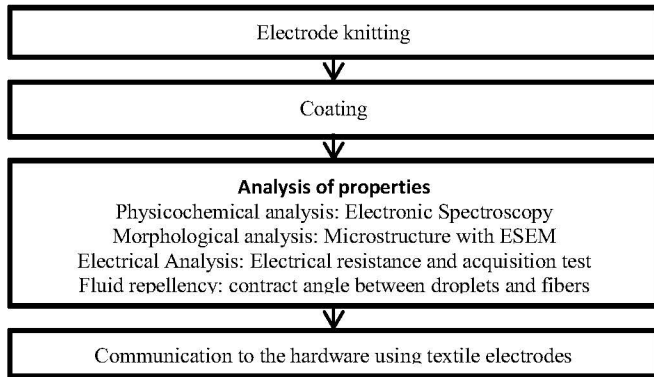 Electrode knitting
Coating
Analysis of properties
Physicochemical analysis: Electronic Spectroscopy
Morphological analysis: Microstructure with ESEM
Electrical Analysis: Electrical resistance and acquisition test
Fluid repellency: contract angle between droplets and fibers
Communication to the hardware using textile electrodes